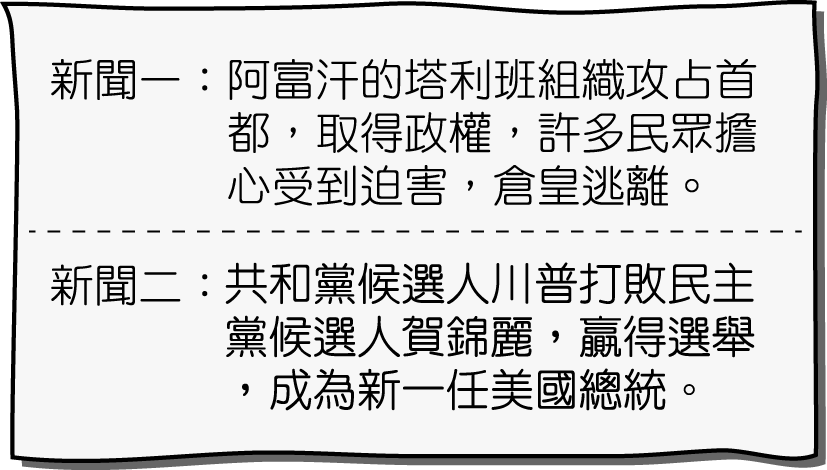 新聞一：阿富汗的塔利班組織攻占首
都，取得政權，許多民眾擔
心受到迫害，倉皇逃離。
新聞二：共和黨候選人川普打敗民主
黨候選人賀錦麗，贏得選舉
，成為新一任美國總統。